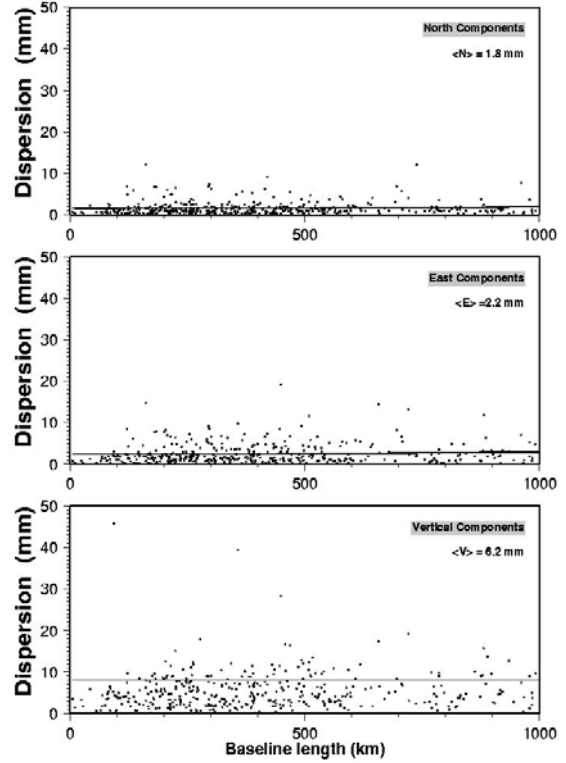 50
40
30
20
10
0
Dispersion (mm)
North Components
<N> = 1.8 mm
0
500
1000
50
40
30
20
10
0
Dispersion (mm)
East Components
<E> =2.2 mm
0
500
1000
50
40
30
20
10
0
Dispersion (mm)
Vertical Components
<V> = 6.2 mm
0
500
1000
Baseline length (km)